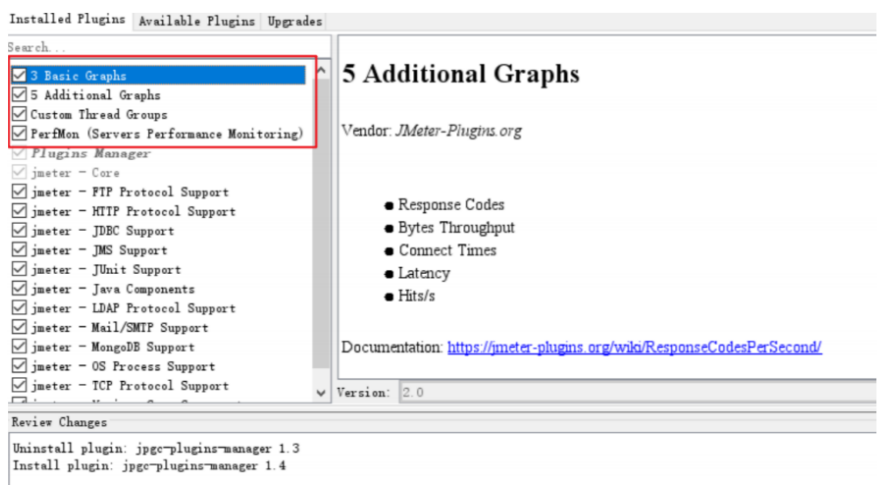 Installed Plugins Available Plugins Upgrades
Search...
3 Basic Graphs
5 Additional Graphs
Custom Thread Groups
PerfMon (Servers Performance Monitoring)
Plugins Manager
jmeter - Core
jmeter - FTP Protocol Support
jmeter - HTTP Protocol Support
jmeter - JDBC Support
jmeter - JMS Support
jmeter - JUnit Support
jmeter - Java Components
jmeter - LDAP Protocol Support
jmeter - Mail/SMTP Support
jmeter - MongoDB Support
jmeter - OS Process Support
jmeter - TCP Protocol Support
5 Additional Graphs
Vendor: JMeter-Plugins.org
Response Codes
Bytes Throughput
Connect Times
Latency
Hits/s
Documentation: https://jmeter-plugins.org/wiki/ResponseCodesPerSecond/
Version: 2.0
Review Changes
Uninstall plugin: jpgc-plugins-manager 1.3
Install plugin: jpgc-plugins-manager 1.4